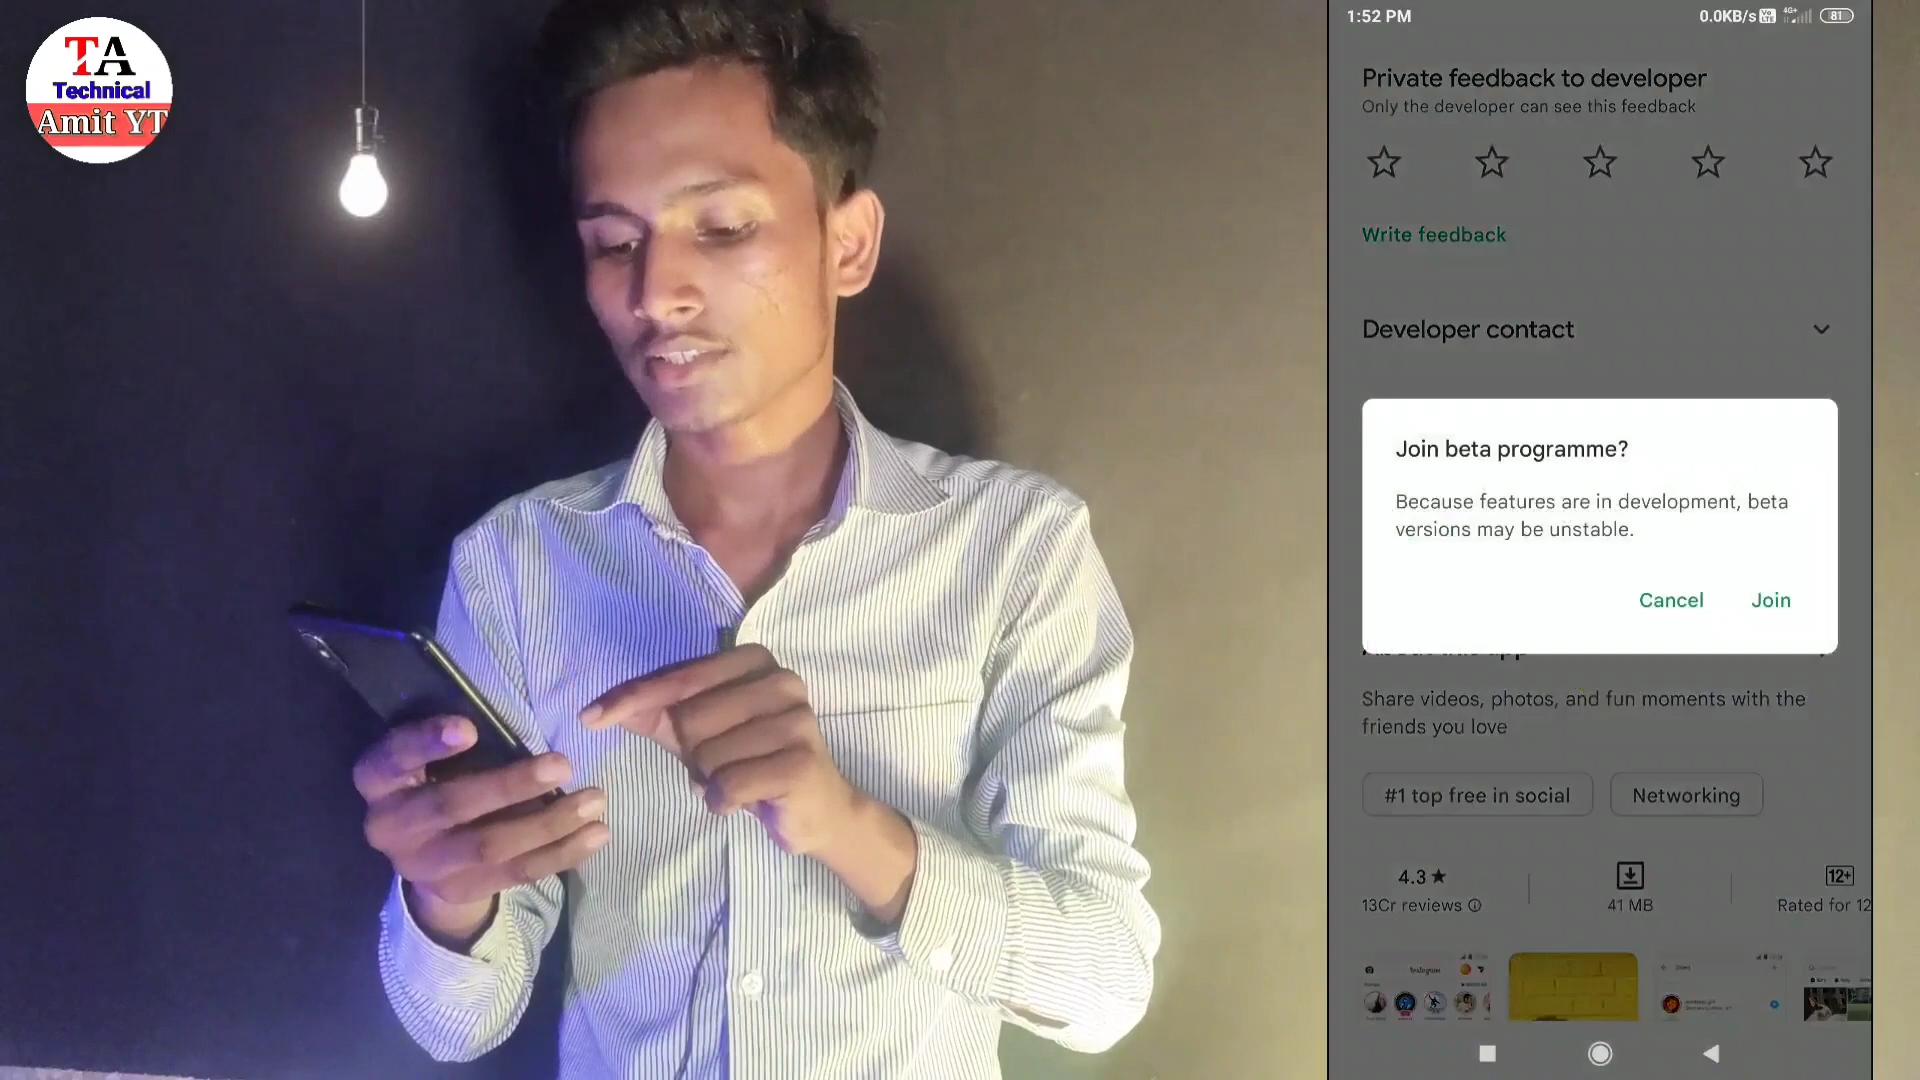 TA
Technical
Amit YT
1:52 PM
0.0KB/s
4G+
81
Private feedback to developer
Only the developer can see this feedback
Write feedback
Developer contact
Join beta programme?
Because features are in development, beta
versions may be unstable.
Cancel
Join
Share videos, photos, and fun moments with the
friends you love
#1 top free in social
Networking
4.3 ★
12+
13Cr reviews
41 MB
Rated for 12
Instagram